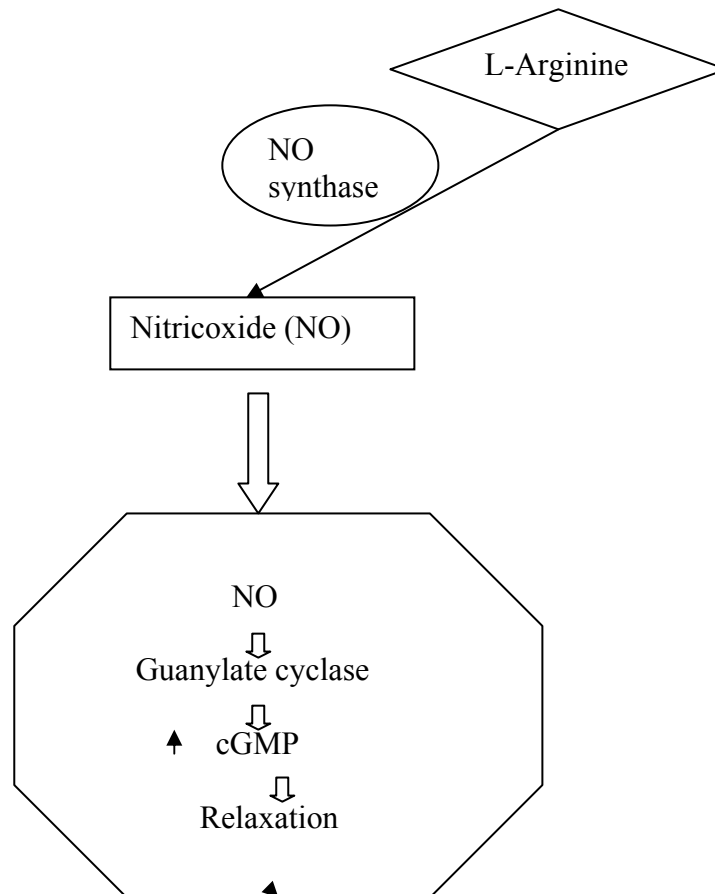 L-Arginine
NO
synthase
Nitricoxide (NO)
NO
Guanylate cyclase
cGMP
Relaxation